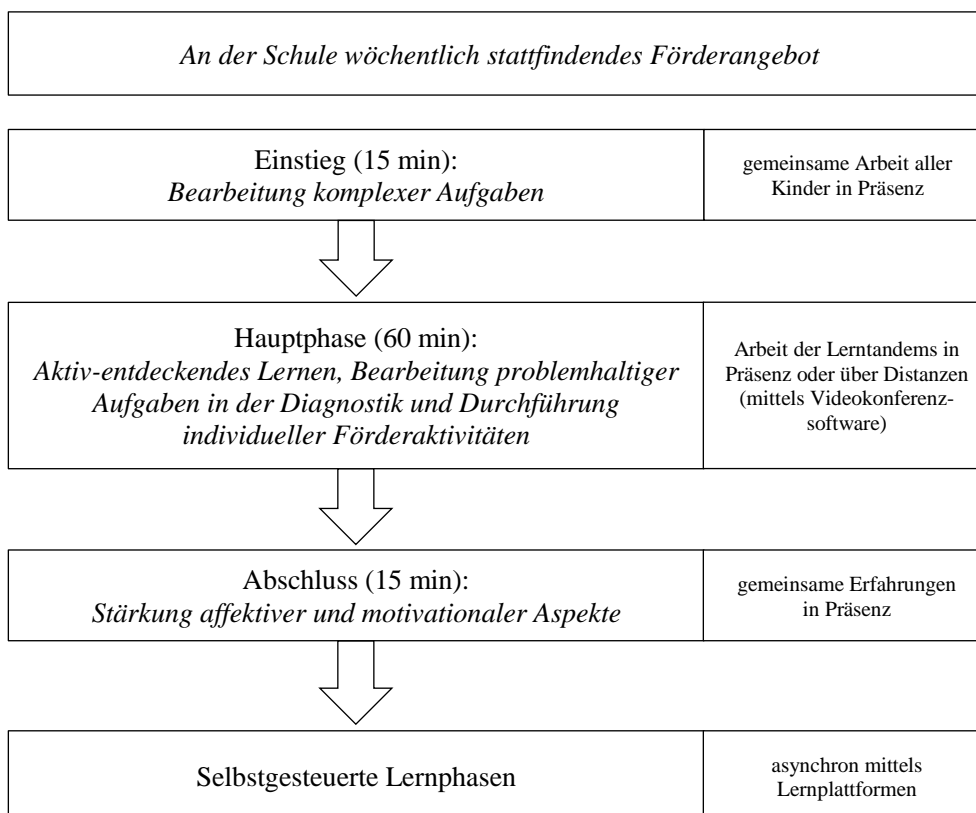 An der Schule wöchentlich stattfindendes Förderangebot
Einstieg (15 min):
Bearbeitung komplexer Aufgaben
gemeinsame Arbeit aller
Kinder in Präsenz
Hauptphase (60 min):
Aktiv-entdeckendes Lernen, Bearbeitung problemhaltiger
Aufgaben in der Diagnostik und Durchführung
individueller Förderaktivitäten
Arbeit der Lerntandems in
Präsenz oder über Distanzen
(mittels Videokonferenz-
software)
Abschluss (15 min):
Stärkung affektiver und motivationaler Aspekte
gemeinsame Erfahrungen
in Präsenz
Selbstgesteuerte Lernphasen
asynchron mittels
Lernplattformen